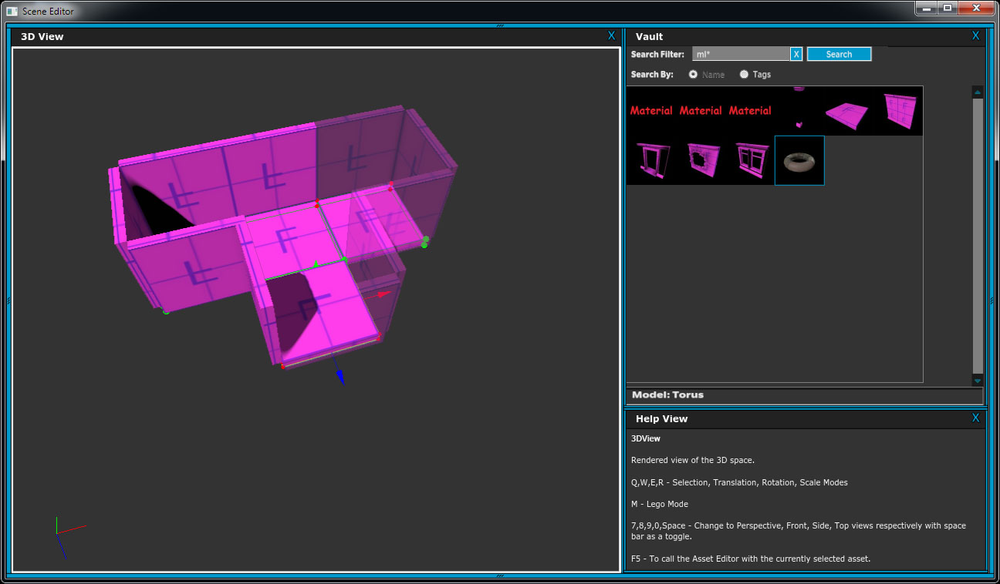 Scene Editor
3D View
X
Vault
X
Search Filter: ml*
X
Search
Search By: Name Tags
Material Material Material
Model: Torus
Help View
X
3DView
Rendered view of the 3D space.
Q,W,E,R - Selection, Translation, Rotation, Scale Modes
M - Lego Mode
7,8,9,0,Space - Change to Perspective, Front, Side, Top views respectively with space
bar as a toggle.
F5 - To call the Asset Editor with the currently selected asset.